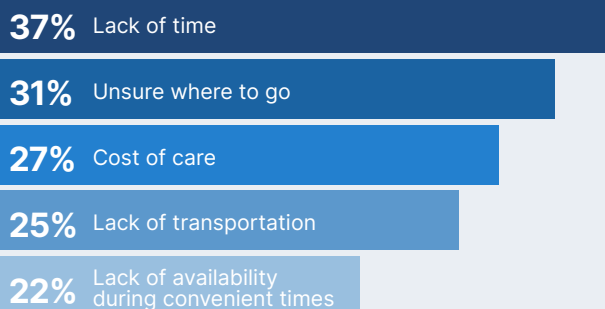 37% Lack of time
31% Unsure where to go
27% Cost of care
25% Lack of transportation
22% Lack of availability
during convenient times